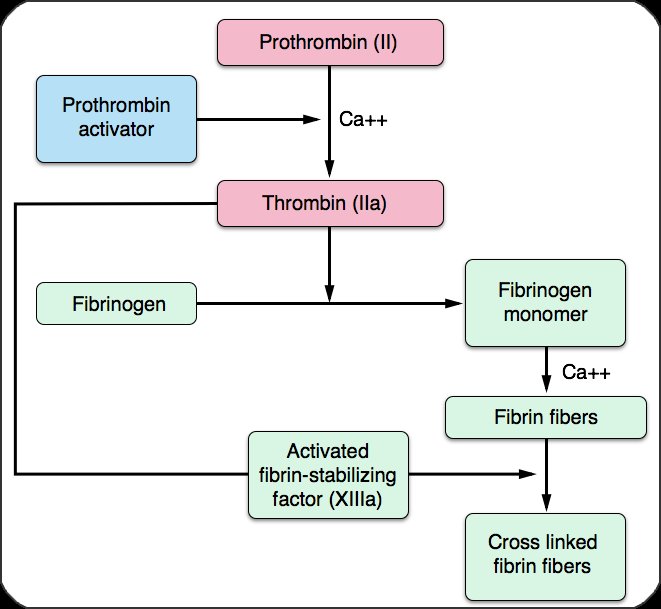 Prothrombin (II)
Prothrombin
activator
Ca++
Thrombin (IIa)
Fibrinogen
Fibrinogen
monomer
Ca++
Fibrin fibers
Activated
fibrin-stabilizing
factor (XIIIa)
Cross linked
fibrin fibers